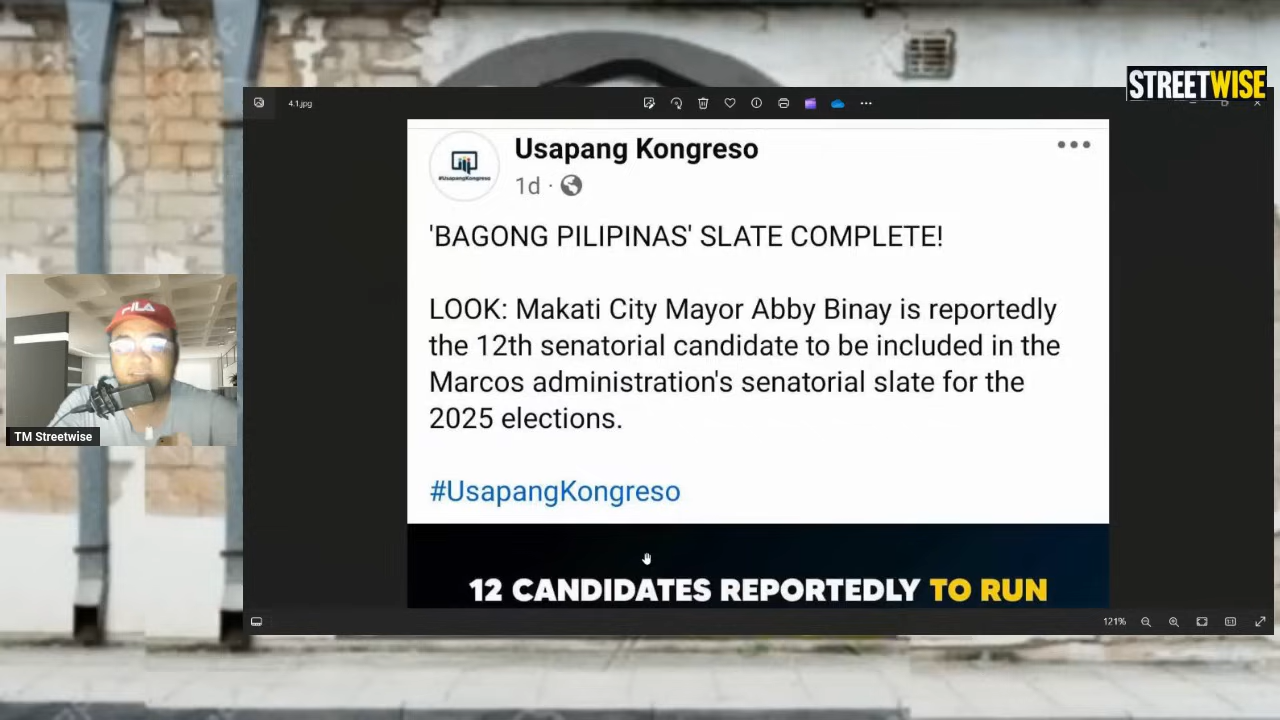 STREETWISE
4.1.jpg
Usapang Kongreso
#UsapangKongreso
1d ·
'BAGONG PILIPINAS' SLATE COMPLETE!
LOOK: Makati City Mayor Abby Binay is reportedly
the 12th senatorial candidate to be included in the
Marcos administration's senatorial slate for the
2025 elections.
#UsapangKongreso
FILA
TM Streetwise
12 CANDIDATES REPORTEDLY TO RUN
121%